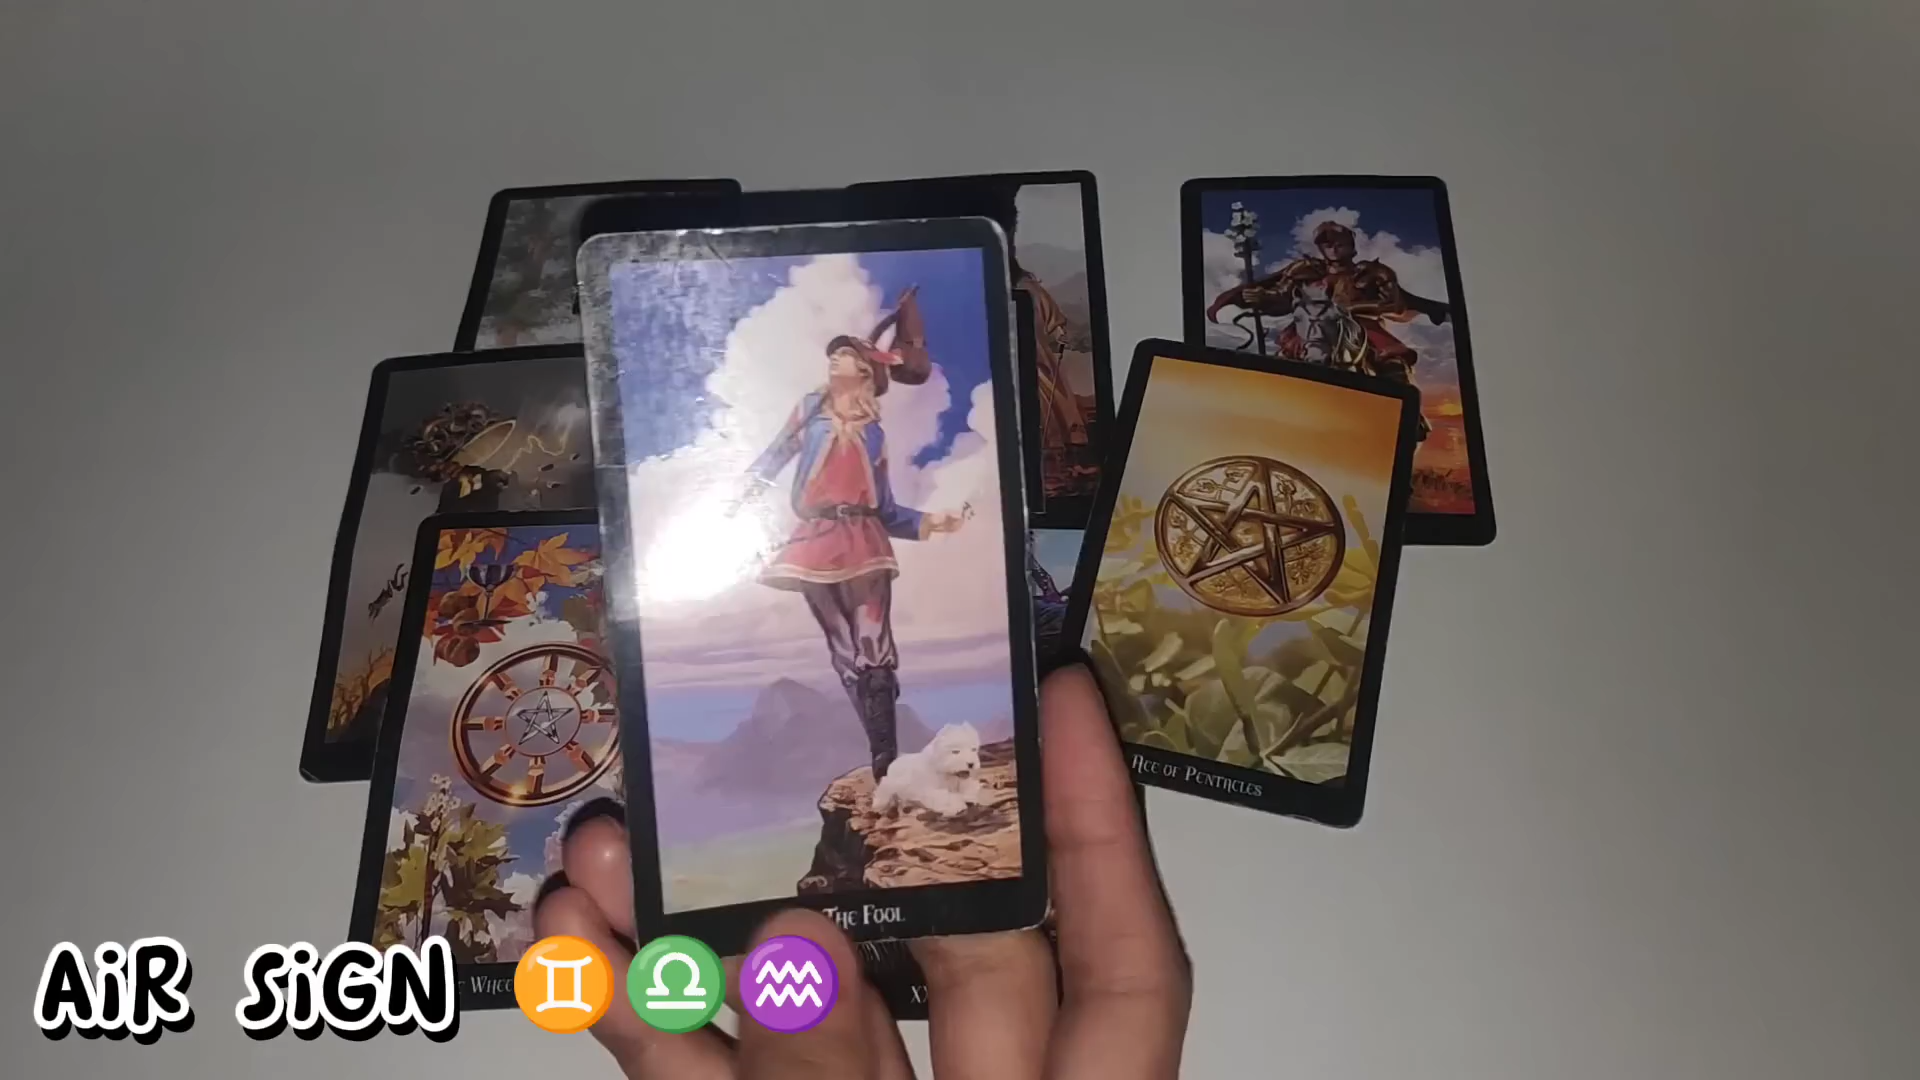 THE FOOL
ACE OF PENTACLES
AiR SiGN ♊ ♎ ♒